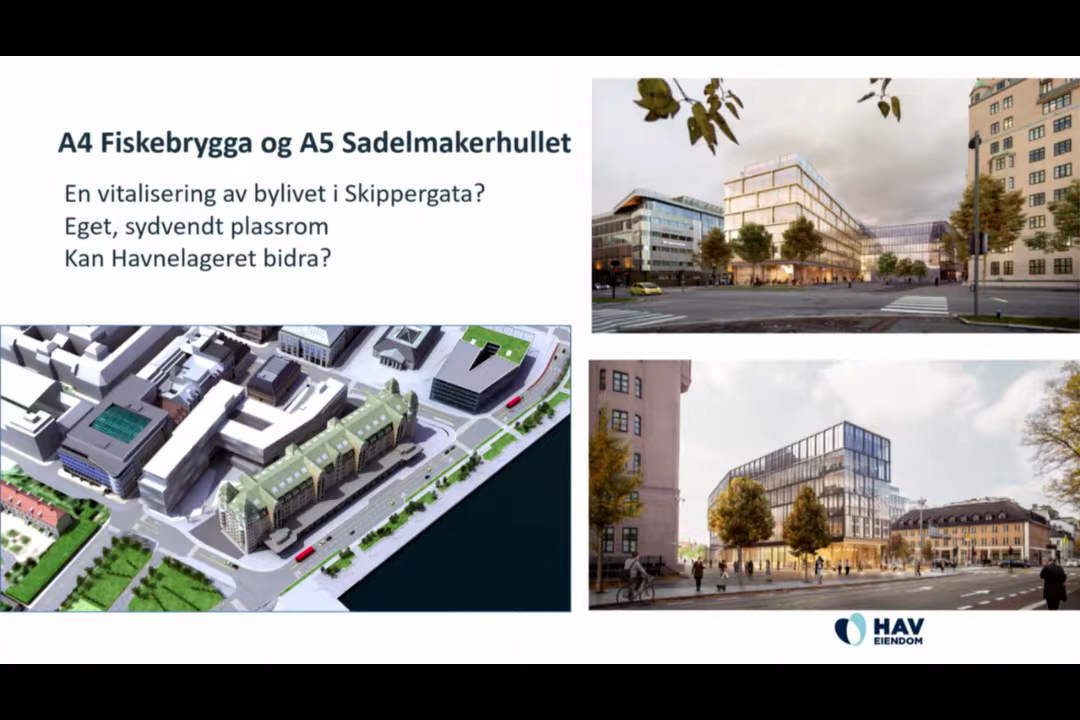 A4 Fiskebrygga og A5 Sadelmakerhullet
En vitalisering av bylivet i Skippergata?
Eget, sydvendt plassrom
Kan Havnelageret bidra?
HAV
EIENDOM